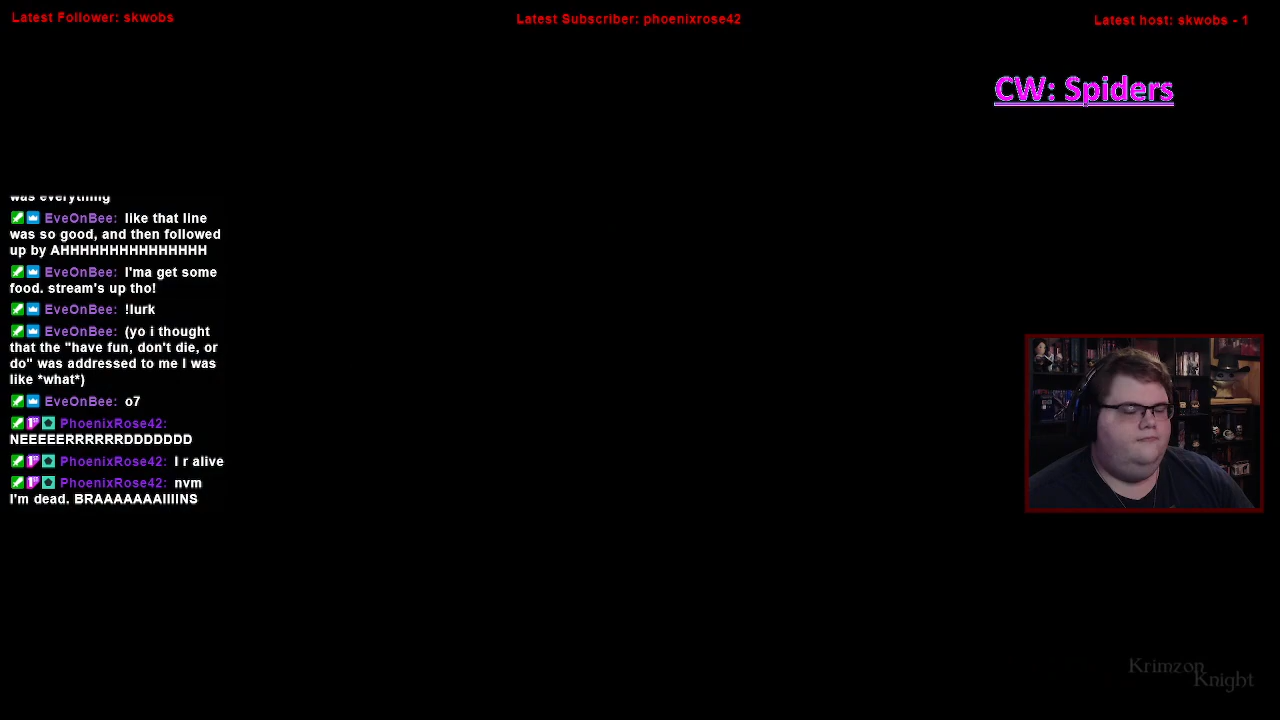 Latest Follower: skwobs
Latest Subscriber: phoenixrose42
Latest host: skwobs - 1
CW: Spiders
was everything
EveOnBee: like that line
was so good, and then followed
up by AHHHHHHHHHHHHHHHH
EveOnBee: I'ma get some
food. stream's up tho!
EveOnBee: !lurk
EveOnBee: (yo i thought
that the "have fun, don't die, or
do" was addressed to me I was
like *what*)
EveOnBee: o7
PhoenixRose42:
NEEEEERRRRRRDDDDDDD
PhoenixRose42: I r alive
PhoenixRose42: nvm
I'm dead. BRAAAAAAAIIIINS
Krimzon
Knight